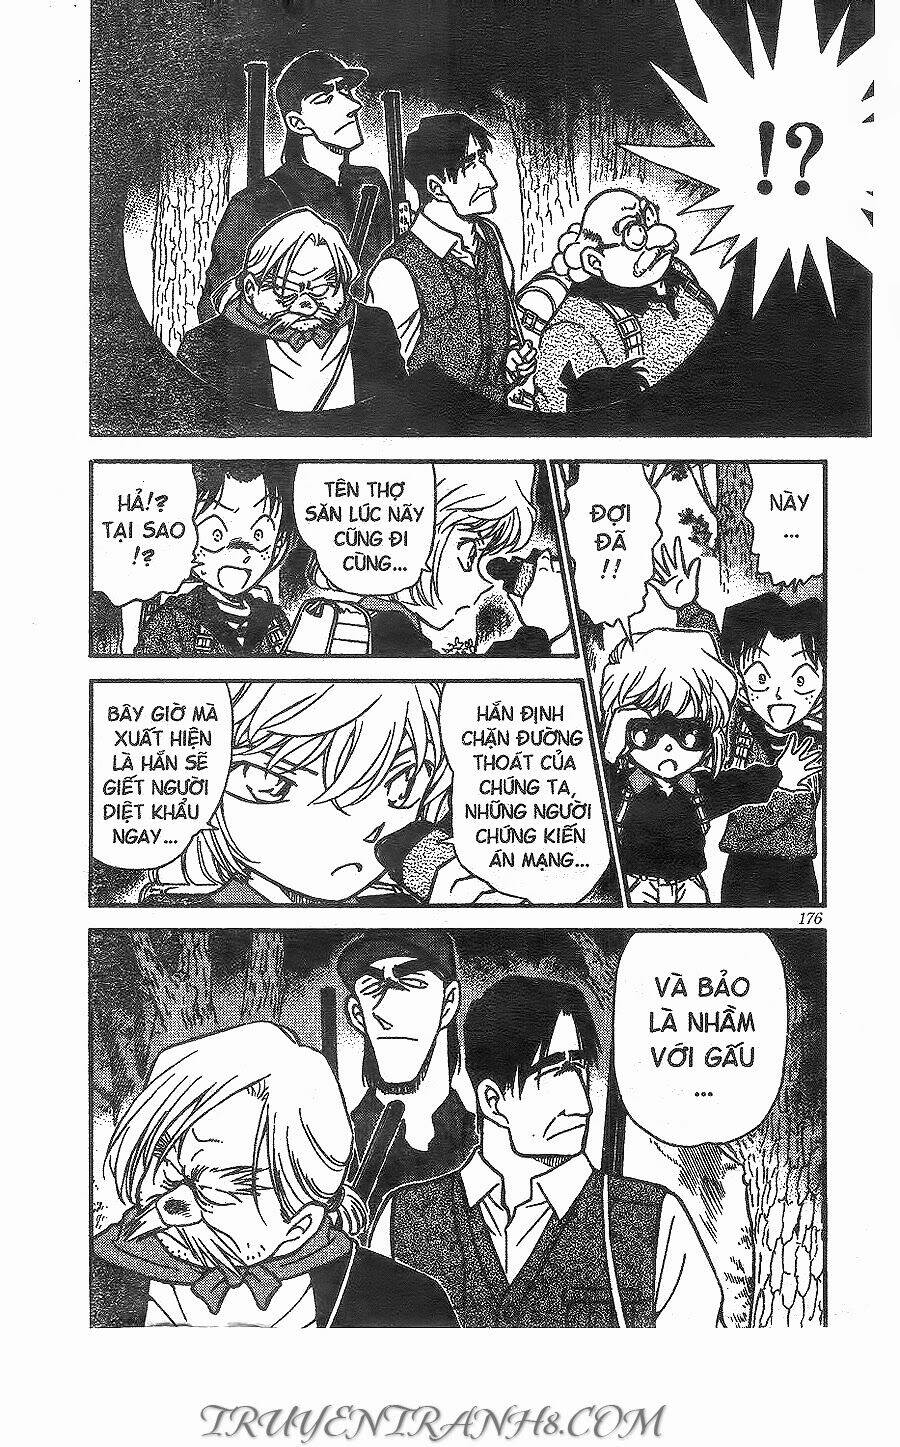 !?
NÀY
...
ĐỢI
ĐÃ
!!
TÊN THỢ
SĂN LÚC NÃY
CŨNG ĐI
CÙNG...
HẢ!?
TẠI SAO
!?
HẮN ĐỊNH
CHẶN ĐƯỜNG
THOÁT CỦA
CHÚNG TA,
NHỮNG NGƯỜI
CHỨNG KIẾN
ÁN MẠNG...
BÂY GIỜ MÀ
XUẤT HIỆN
LÀ HẮN SẼ
GIẾT NGƯỜI
DIỆT KHẨU
NGAY...
176
VÀ BẢO
LÀ NHẦM
VỚI GẤU
...
TRUYENTRANH8.COM